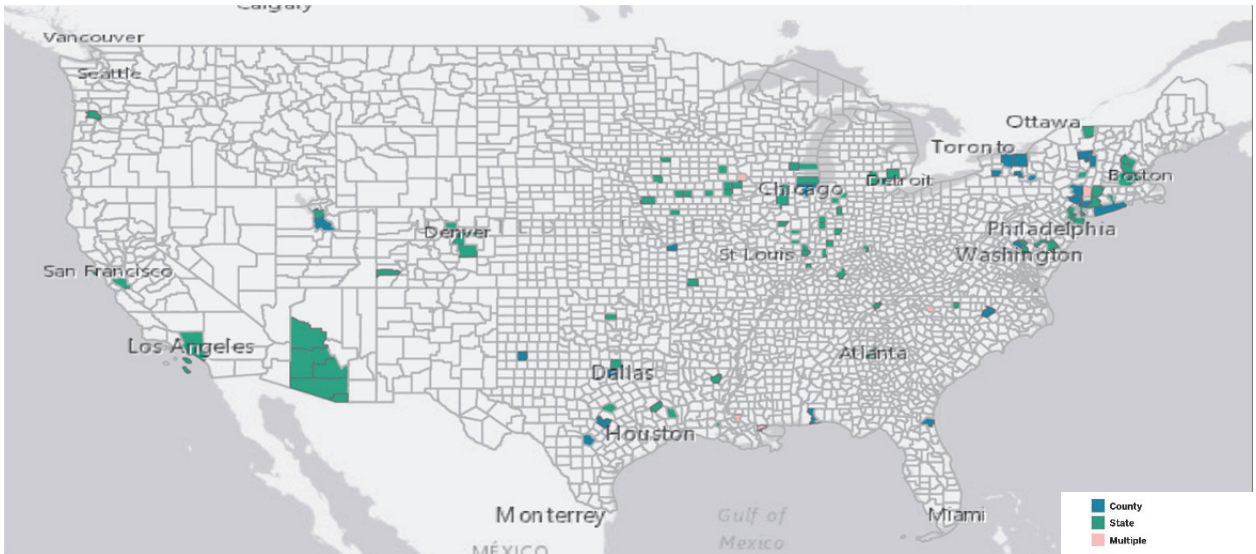 Calgary
Vancouver
Seattle
Ottawa
Toronto
Boston
Detroit
Chicago
Philadelphia
Denver
Washington
St Louis
San Francisco
Los Angeles
Atlanta
Dallas
Houston
Monterrey
Gulf of
Mexico
Miami
MÉXICO
County
State
Multiple